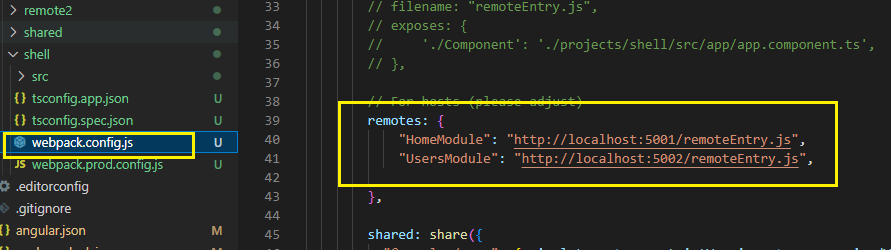 remote2
shared
shell
src
{} tsconfig.app.json U
{} tsconfig.spec.json U
webpack.config.js U
JS webpack.prod.config.js U
.editorconfig
.gitignore
{} angular.json M
33 // filename: "remoteEntry.js",
34 // exposes: {
35 // './Component': './projects/shell/src/app/app.component.ts',
36 // },
37
38 // For hosts (please adjust)
39 remotes: {
40 "HomeModule": "http://localhost:5001/remoteEntry.js",
41 "UsersModule": "http://localhost:5002/remoteEntry.js",
42
43 },
44
45 shared: share({